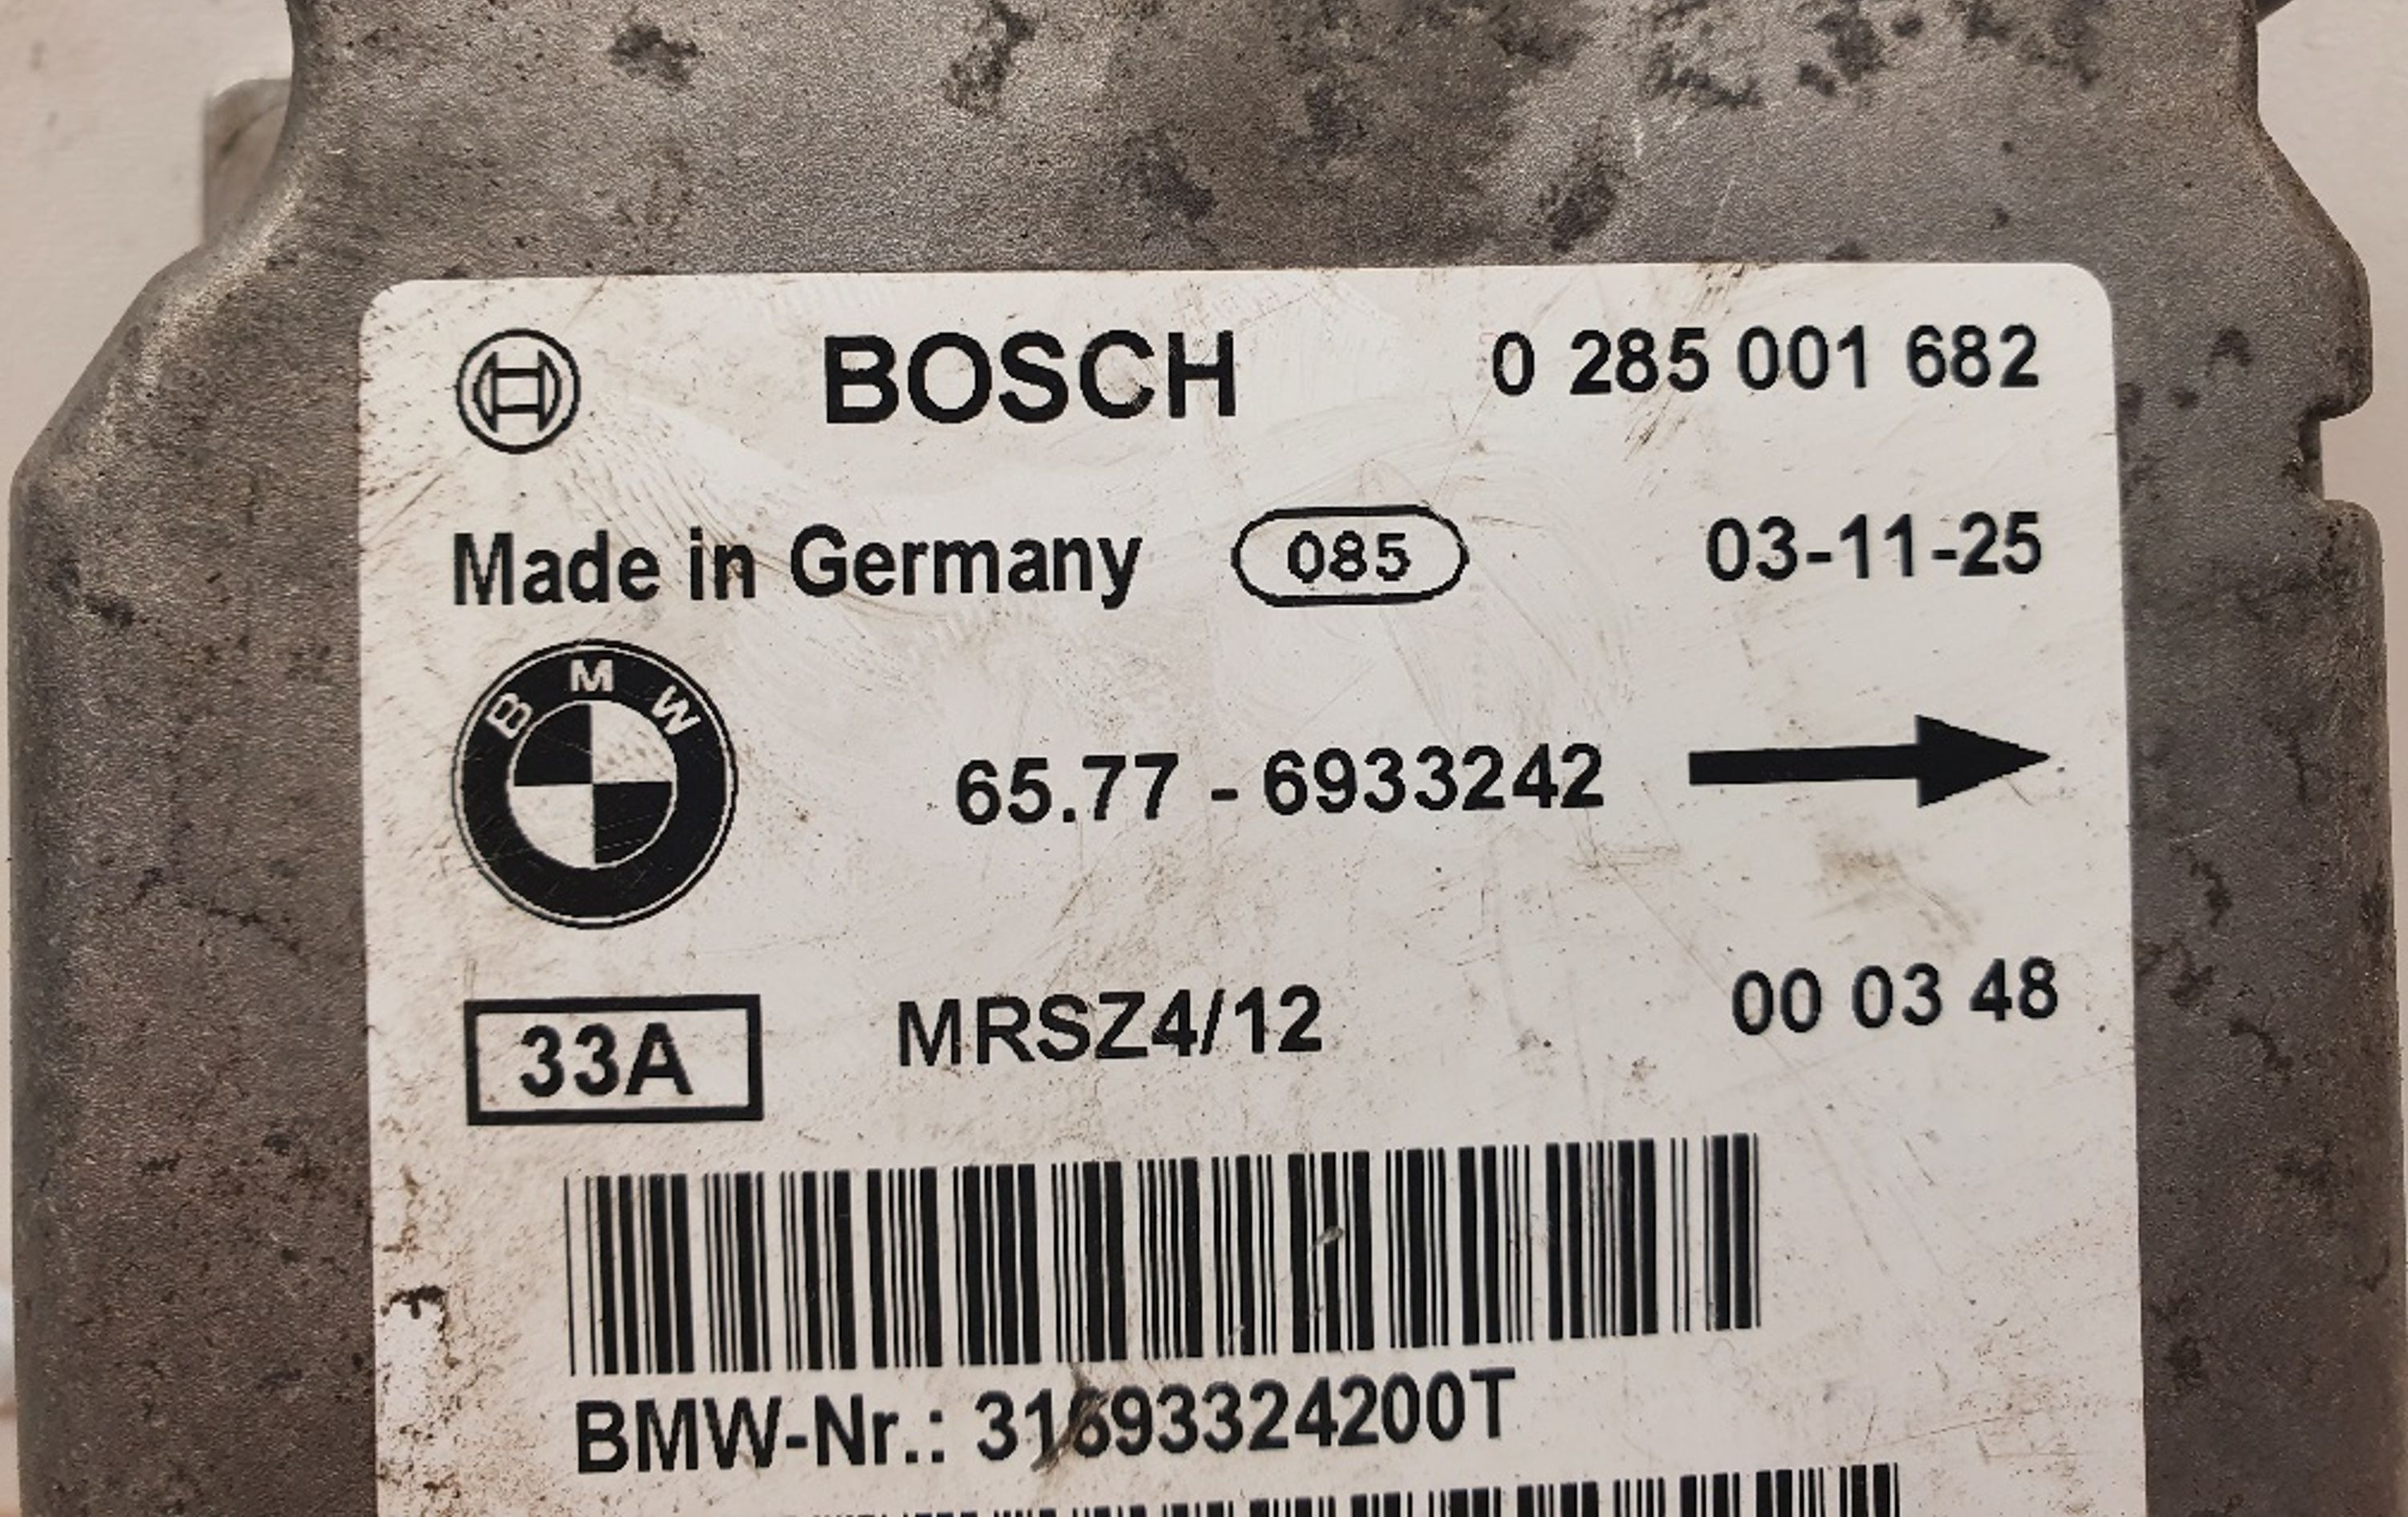 BOSCH 0 285 001 682
Made in Germany 085 03-11-25
BMW
65.77 - 6933242
33A MRSZ4/12 00 03 48
BMW-Nr.: 31693324200T